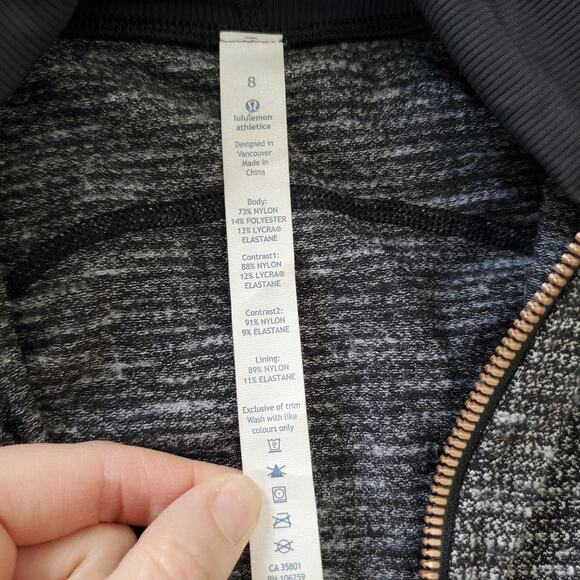 8
lululemon
athletica
Designed in
Vancouver
Made in
China
Body:
73% NYLON
14% POLYESTER
13% LYCRA®
ELASTANE
Contrast1:
88% NYLON
12% LYCRA®
ELASTANE
Contrast2:
91% NYLON
9% ELASTANE
Lining:
89% NYLON
11% ELASTANE
Exclusive of trim
Wash with like
colours only
CA 35801
RN 106259